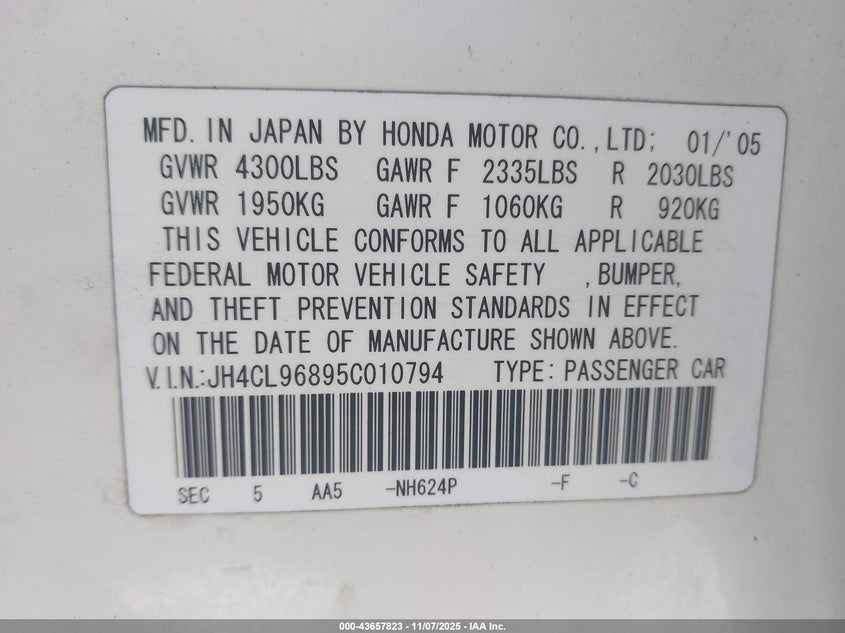 MFD. IN JAPAN BY HONDA MOTOR CO.,LTD; 01/'05
GVWR 4300LBS GAWR F 2335LBS R 2030LBS
GVWR 1950KG GAWR F 1060KG R 920KG
THIS VEHICLE CONFORMS TO ALL APPLICABLE
FEDERAL MOTOR VEHICLE SAFETY ,BUMPER,
AND THEFT PREVENTION STANDARDS IN EFFECT
ON THE DATE OF MANUFACTURE SHOWN ABOVE.
V.I.N.:JH4CL96895C010794 TYPE: PASSENGER CAR
SEC 5 AA5 -NH624P -F -C
000-43657823 - 11/07/2025 - IAA Inc.